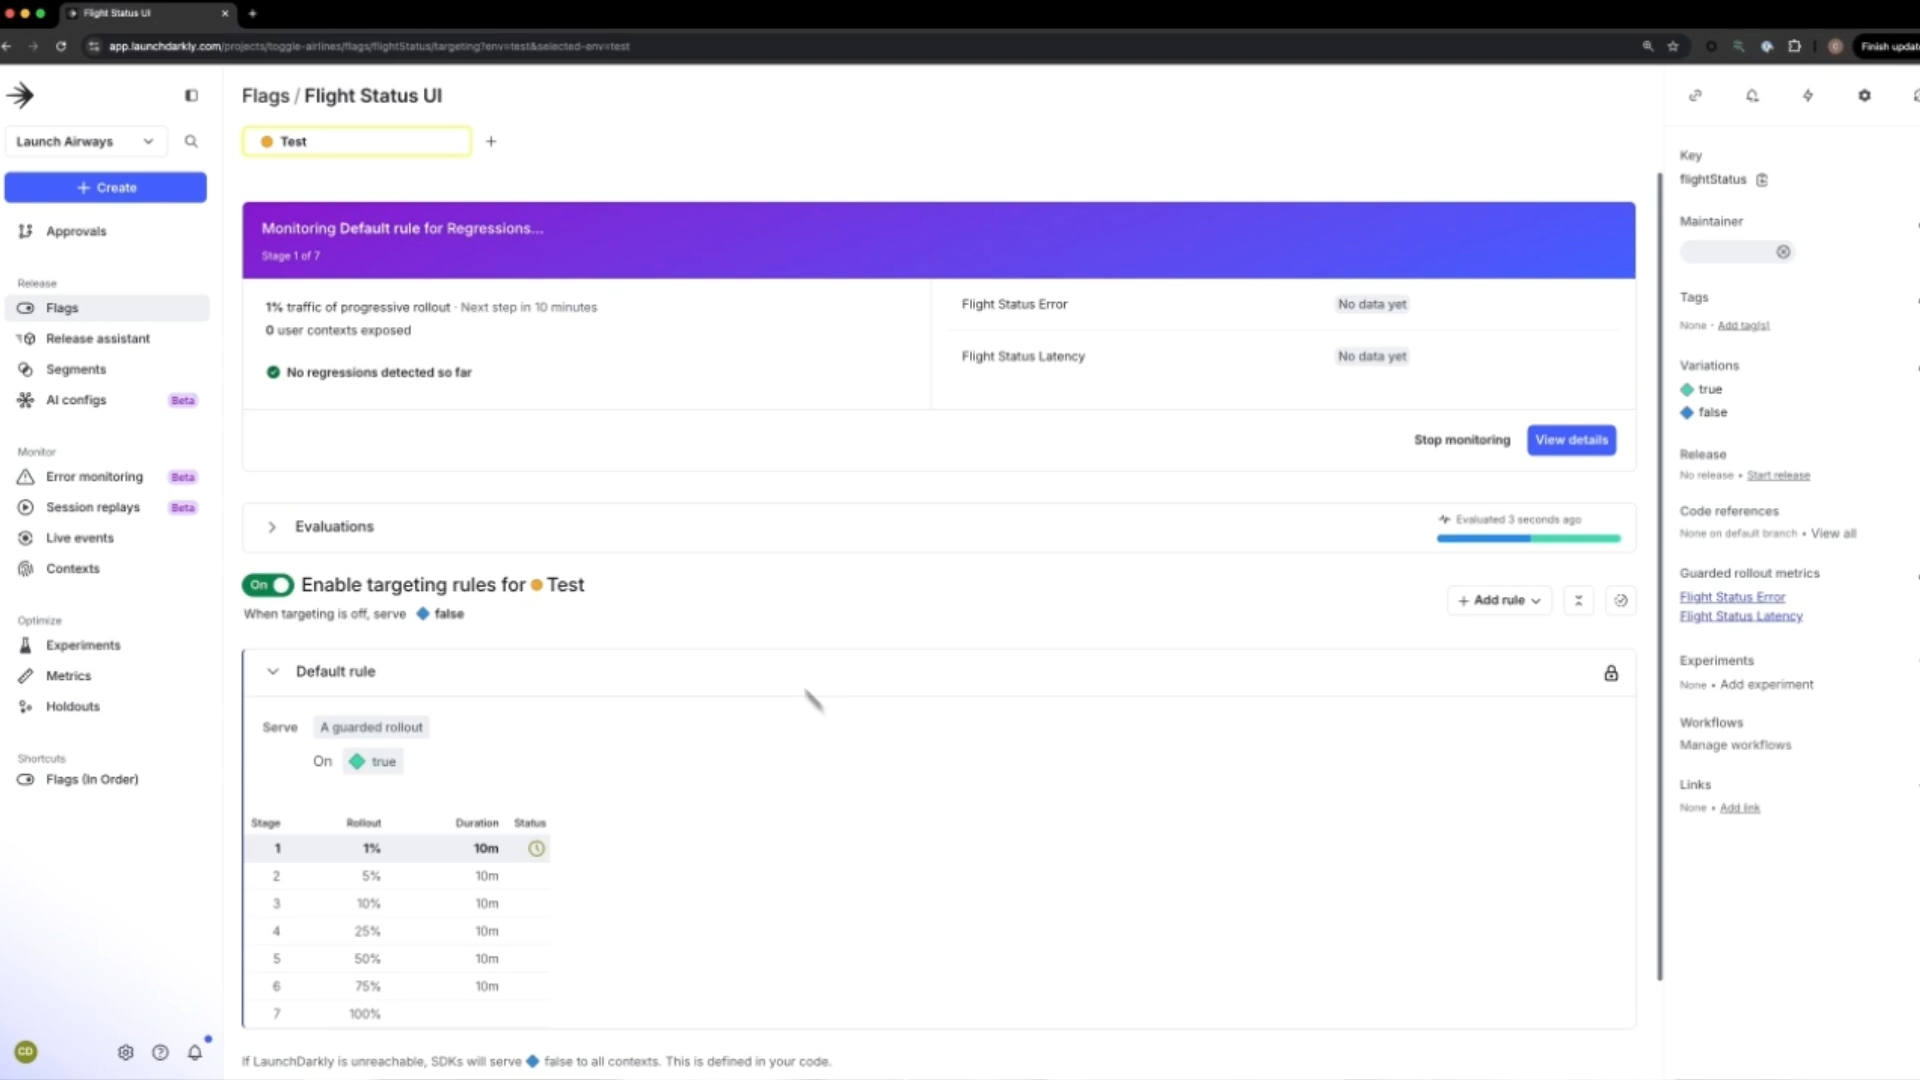 Flight Status UI
app.launchdarkly.com/projects/toggle-airlines/flags/flightStatus/targeting?env=test&selected-env=test
Finish update
Launch Airways
+ Create
Approvals
Release
Flags
Release assistant
Segments
AI configs Beta
Monitor
Error monitoring Beta
Session replays Beta
Live events
Contexts
Optimize
Experiments
Metrics
Holdouts
Shortcuts
Flags (In Order)
CD
Flags / Flight Status UI
Test
+
Monitoring Default rule for Regressions...
Stage 1 of 7
1% traffic of progressive rollout · Next step in 10 minutes
0 user contexts exposed
No regressions detected so far
Flight Status Error No data yet
Flight Status Latency No data yet
Stop monitoring View details
Evaluations
Evaluated 3 seconds ago
On Enable targeting rules for Test
When targeting is off, serve false
+ Add rule
Default rule
Serve A guarded rollout
On true
Stage Rollout Duration Status
1 1% 10m
2 5% 10m
3 10% 10m
4 25% 10m
5 50% 10m
6 75% 10m
7 100%
If LaunchDarkly is unreachable, SDKs will serve false to all contexts. This is defined in your code.
Key
flightStatus
Maintainer
Tags
None • Add tag(s)
Variations
true
false
Release
No release • Start release
Code references
None on default branch • View all
Guarded rollout metrics
Flight Status Error
Flight Status Latency
Experiments
None • Add experiment
Workflows
Manage workflows
Links
None • Add link